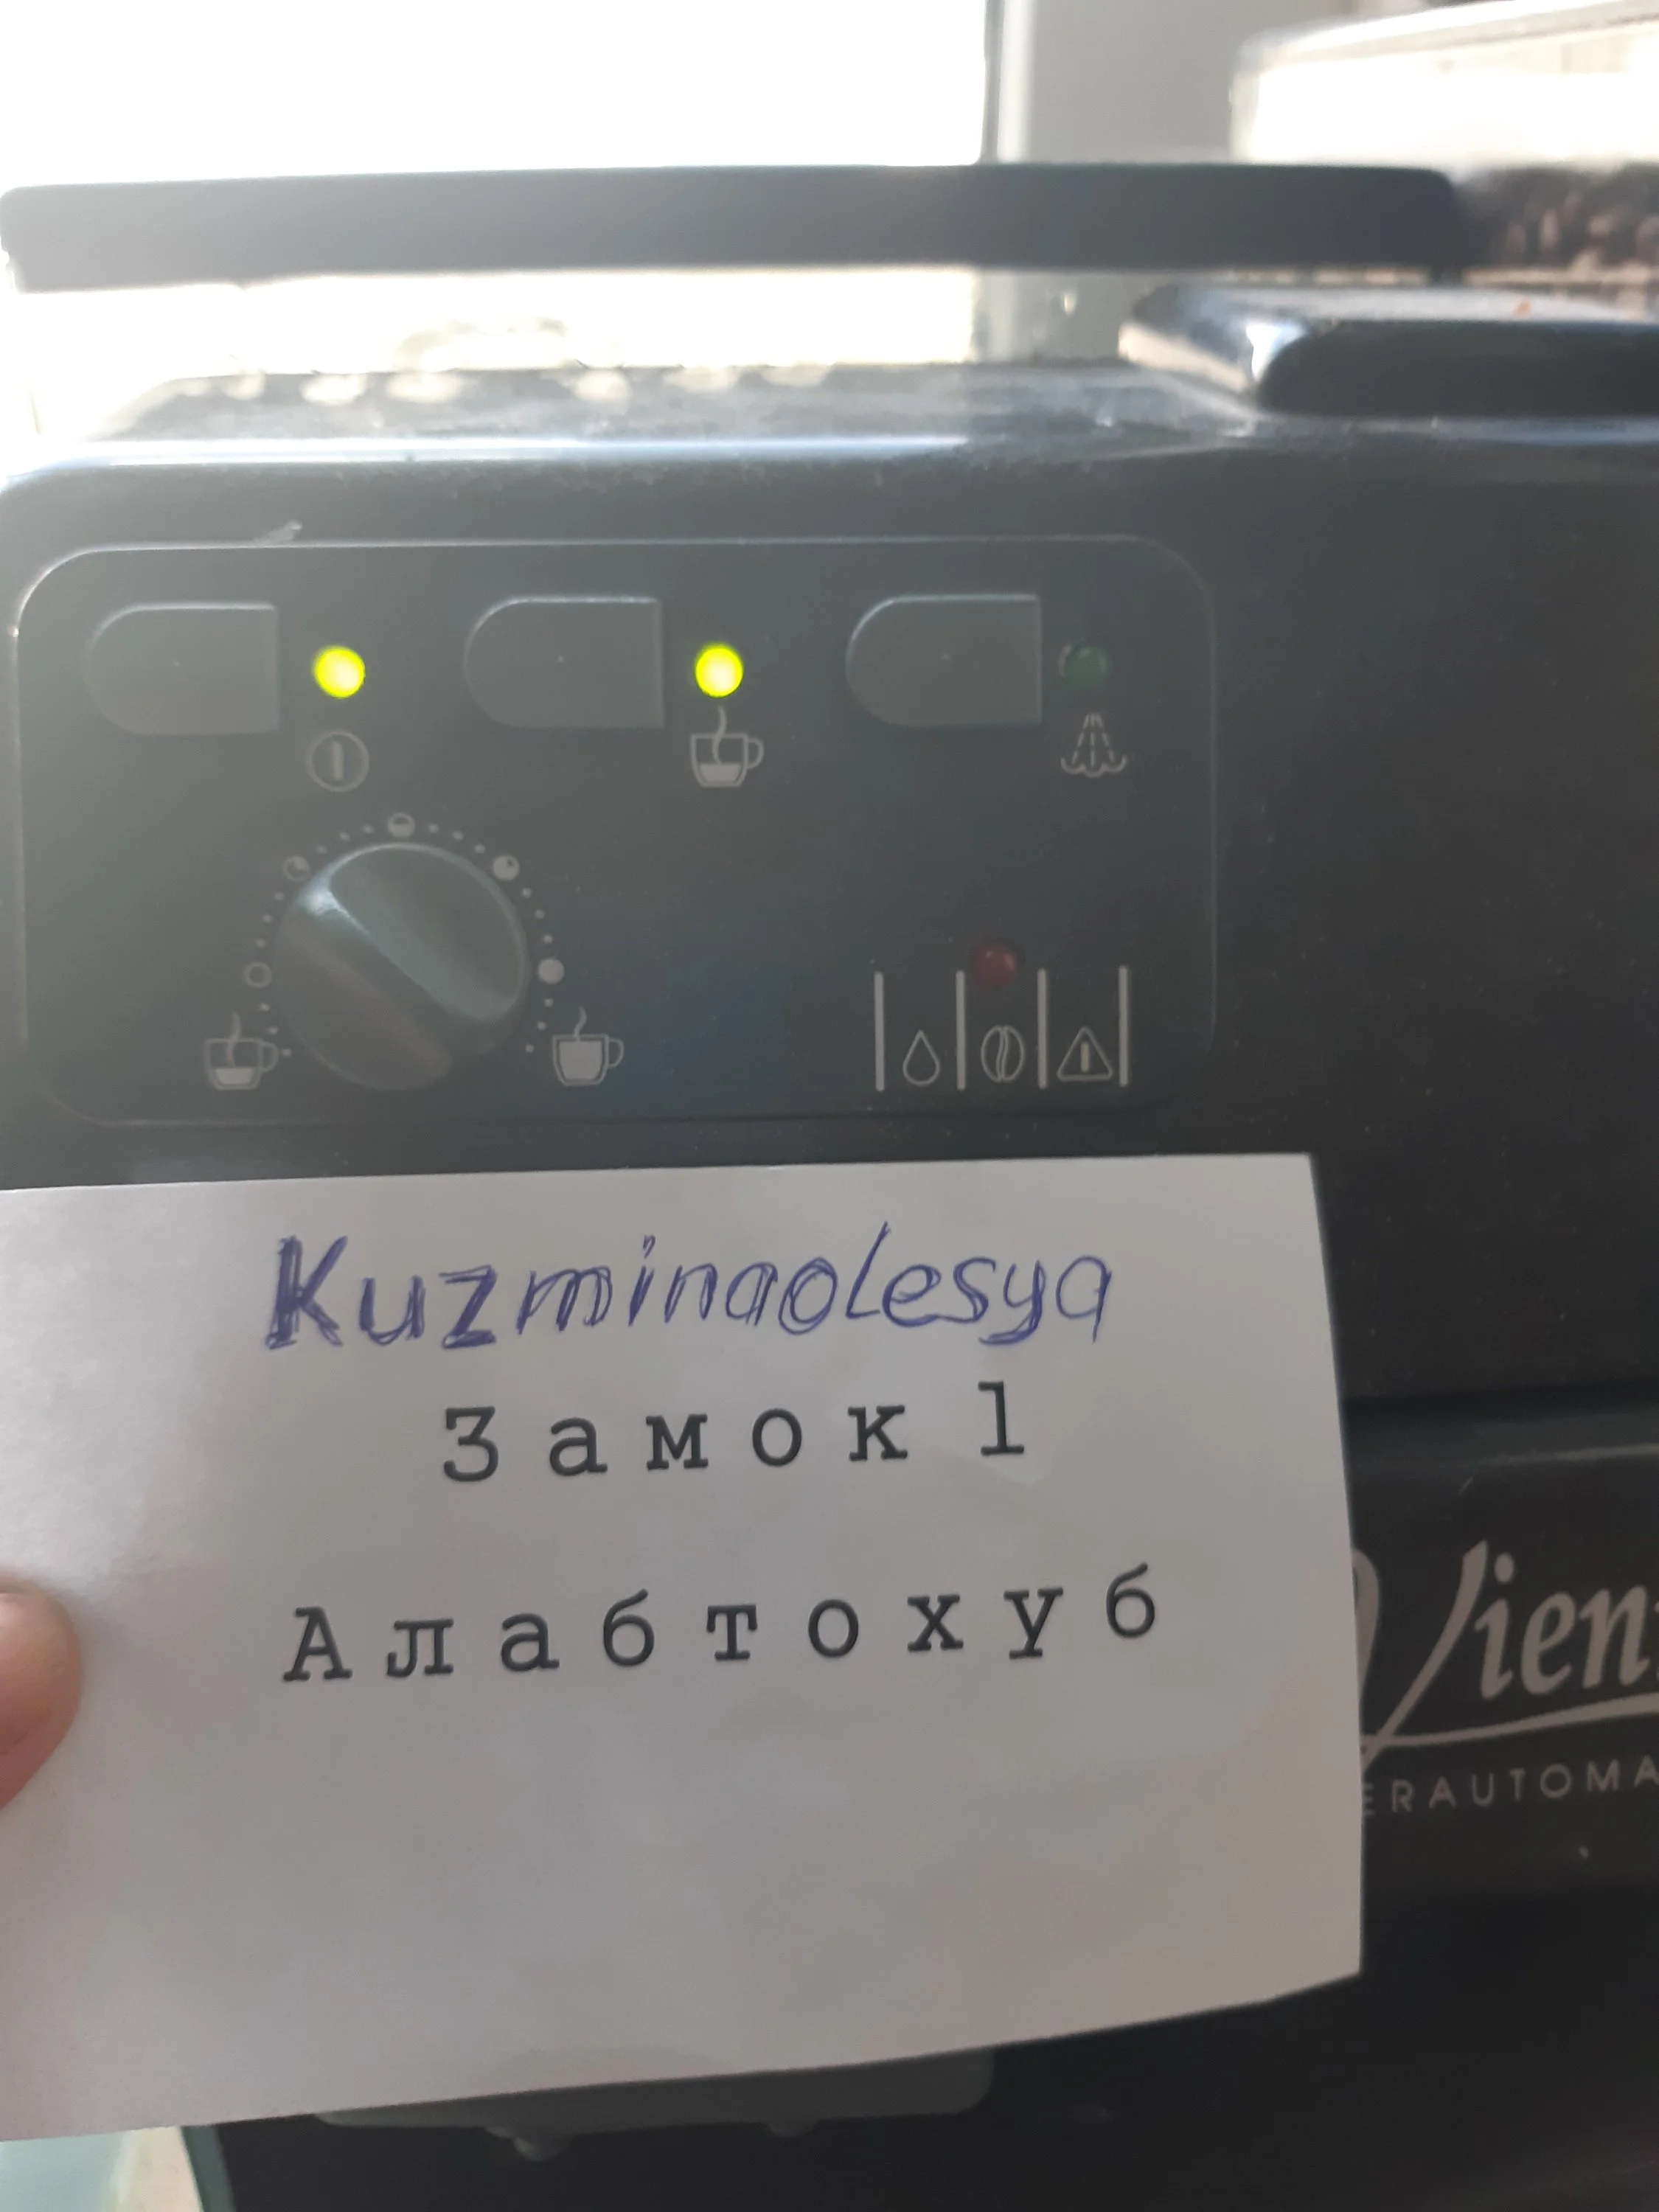 Kuzminaolesya
Замок 1
Алабтохуб